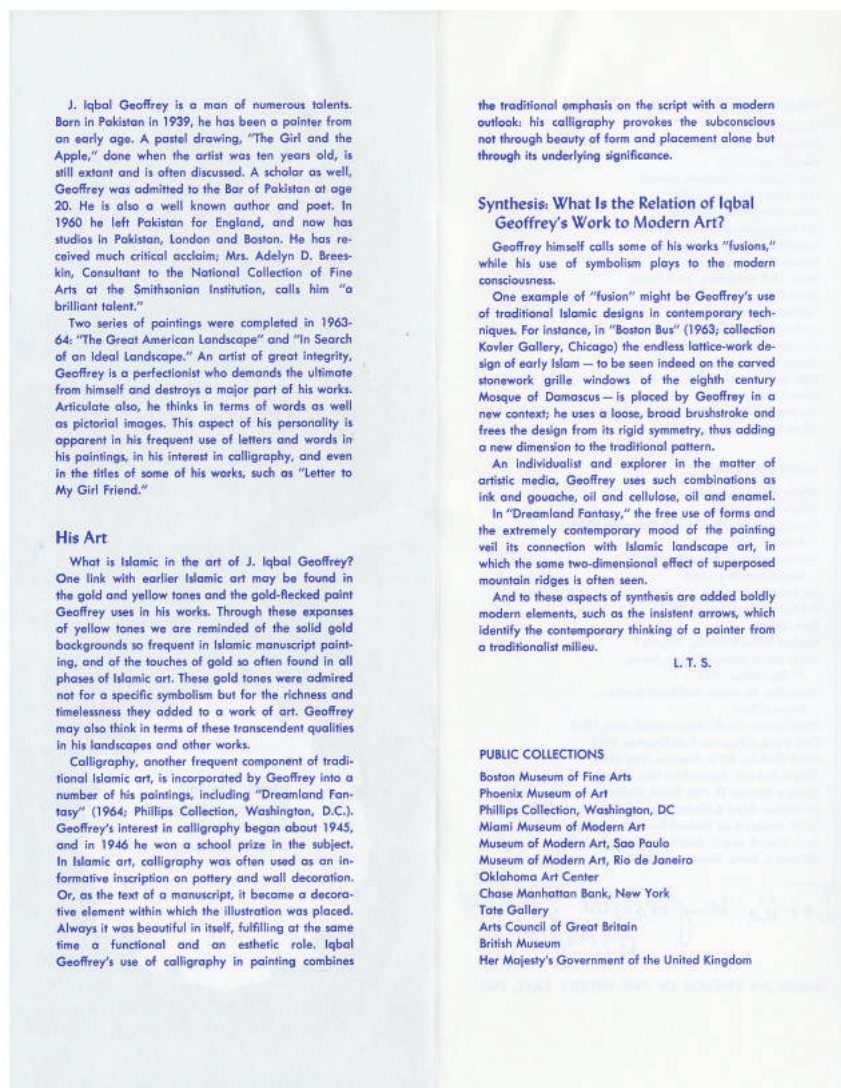 J. Iqbal Geoffrey is a man of numerous talents.
Born in Pakistan in 1939, he has been a painter from
an early age. A pastel drawing, "The Girl and the
Apple," done when the artist was ten years old, is
still extant and is often discussed. A scholar as well,
Geoffrey was admitted to the Bar of Pakistan at age
20. He is also a well known author and poet. In
1960 he left Pakistan for England, and now has
studios in Pakistan, London and Boston. He has re-
ceived much critical acclaim; Mrs. Adelyn D. Brees-
kin, Consultant to the National Collection of Fine
Arts at the Smithsonian Institution, calls him "a
brilliant talent."
Two series of paintings were completed in 1963-
64: "The Great American Landscape" and "In Search
of an Ideal Landscape." An artist of great integrity,
Geoffrey is a perfectionist who demands the ultimate
from himself and destroys a major part of his works.
Articulate also, he thinks in terms of words as well
as pictorial images. This aspect of his personality is
apparent in his frequent use of letters and words in
his paintings, in his interest in calligraphy, and even
in the titles of some of his works, such as "Letter to
My Girl Friend."
His Art
What is Islamic in the art of J. Iqbal Geoffrey?
One link with earlier Islamic art may be found in
the gold and yellow tones and the gold-flecked paint
Geoffrey uses in his works. Through these expanses
of yellow tones we are reminded of the solid gold
backgrounds so frequent in Islamic manuscript paint-
ing, and of the touches of gold so often found in all
phases of Islamic art. These gold tones were admired
not for a specific symbolism but for the richness and
timelessness they added to a work of art. Geoffrey
may also think in terms of these transcendent qualities
in his landscapes and other works.
Calligraphy, another frequent component of tradi-
tional Islamic art, is incorporated by Geoffrey into a
number of his paintings, including "Dreamland Fan-
tasy" (1964; Phillips Collection, Washington, D.C.).
Geoffrey's interest in calligraphy began about 1945,
and in 1946 he won a school prize in the subject.
In Islamic art, calligraphy was often used as an in-
formative inscription on pottery and wall decoration.
Or, as the text of a manuscript, it became a decora-
tive element within which the illustration was placed.
Always it was beautiful in itself, fulfilling at the same
time a functional and an esthetic role. Iqbal
Geoffrey's use of calligraphy in painting combines
the traditional emphasis on the script with a modern
outlook: his calligraphy provokes the subconscious
not through beauty of form and placement alone but
through its underlying significance.
Synthesis: What Is the Relation of Iqbal
Geoffrey's Work to Modern Art?
Geoffrey himself calls some of his works "fusions,"
while his use of symbolism plays to the modern
consciousness.
One example of "fusion" might be Geoffrey's use
of traditional Islamic designs in contemporary tech-
niques. For instance, in "Boston Bus" (1963; collection
Kovler Gallery, Chicago) the endless lattice-work de-
sign of early Islam — to be seen indeed on the carved
stonework grille windows of the eighth century
Mosque of Damascus — is placed by Geoffrey in a
new context; he uses a loose, broad brushstroke and
frees the design from its rigid symmetry, thus adding
a new dimension to the traditional pattern.
An individualist and explorer in the matter of
artistic media, Geoffrey uses such combinations as
ink and gouache, oil and cellulose, oil and enamel.
In "Dreamland Fantasy," the free use of forms and
the extremely contemporary mood of the painting
veil its connection with Islamic landscape art, in
which the same two-dimensional effect of superposed
mountain ridges is often seen.
And to these aspects of synthesis are added boldly
modern elements, such as the insistent arrows, which
identify the contemporary thinking of a painter from
a traditionalist milieu.
L. T. S.
PUBLIC COLLECTIONS
Boston Museum of Fine Arts
Phoenix Museum of Art
Phillips Collection, Washington, DC
Miami Museum of Modern Art
Museum of Modern Art, Sao Paulo
Museum of Modern Art, Rio de Janeiro
Oklahoma Art Center
Chase Manhattan Bank, New York
Tate Gallery
Arts Council of Great Britain
British Museum
Her Majesty's Government of the United Kingdom